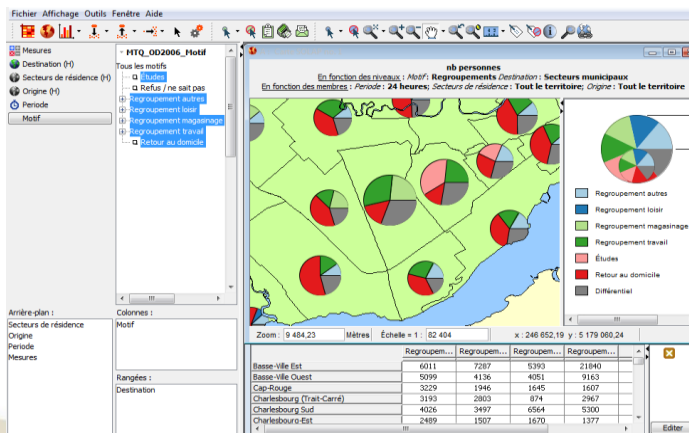 Fichier Affichage Outils Fenêtre Aide
Mesures
Destination (H)
Secteurs de résidence (H)
Origine (H)
Periode
Motif
- MTQ_OD2006_Motif
Tous les motifs
Études
Refus / ne sait pas
Regroupement autres
Regroupement loisir
Regroupement magasinage
Regroupement travail
Retour au domicile
nb personnes
En fonction des niveaux : Motif: Regroupements Destination : Secteurs municipaux
En fonction des membres : Periode : 24 heures; Secteurs de résidence : Tout le territoire; Origine : Tout le territoire
Regroupement autres
Regroupement loisir
Regroupement magasinage
Regroupement travail
Études
Retour au domicile
Différentiel
Zoom : 9 484,23 Mètres Échelle = 1 : 82 404 x : 246 652,19 y : 5 179 060,24
Arrière-plan :
Secteurs de résidence
Origine
Periode
Mesures
Colonnes :
Motif
Rangées :
Destination
Regroupem... Regroupem... Regroupem... Regroupem...
Basse-Ville Est 6011 7287 5393 21840
Basse-Ville Ouest 5099 4136 4051 9163
Cap-Rouge 3229 1946 1645 1607
Charlesbourg (Trait-Carré) 3193 2803 874 2967
Charlesbourg Sud 4026 3497 6564 5300
Charlesbouro-Est 2489 1507 1670 1377
Editer